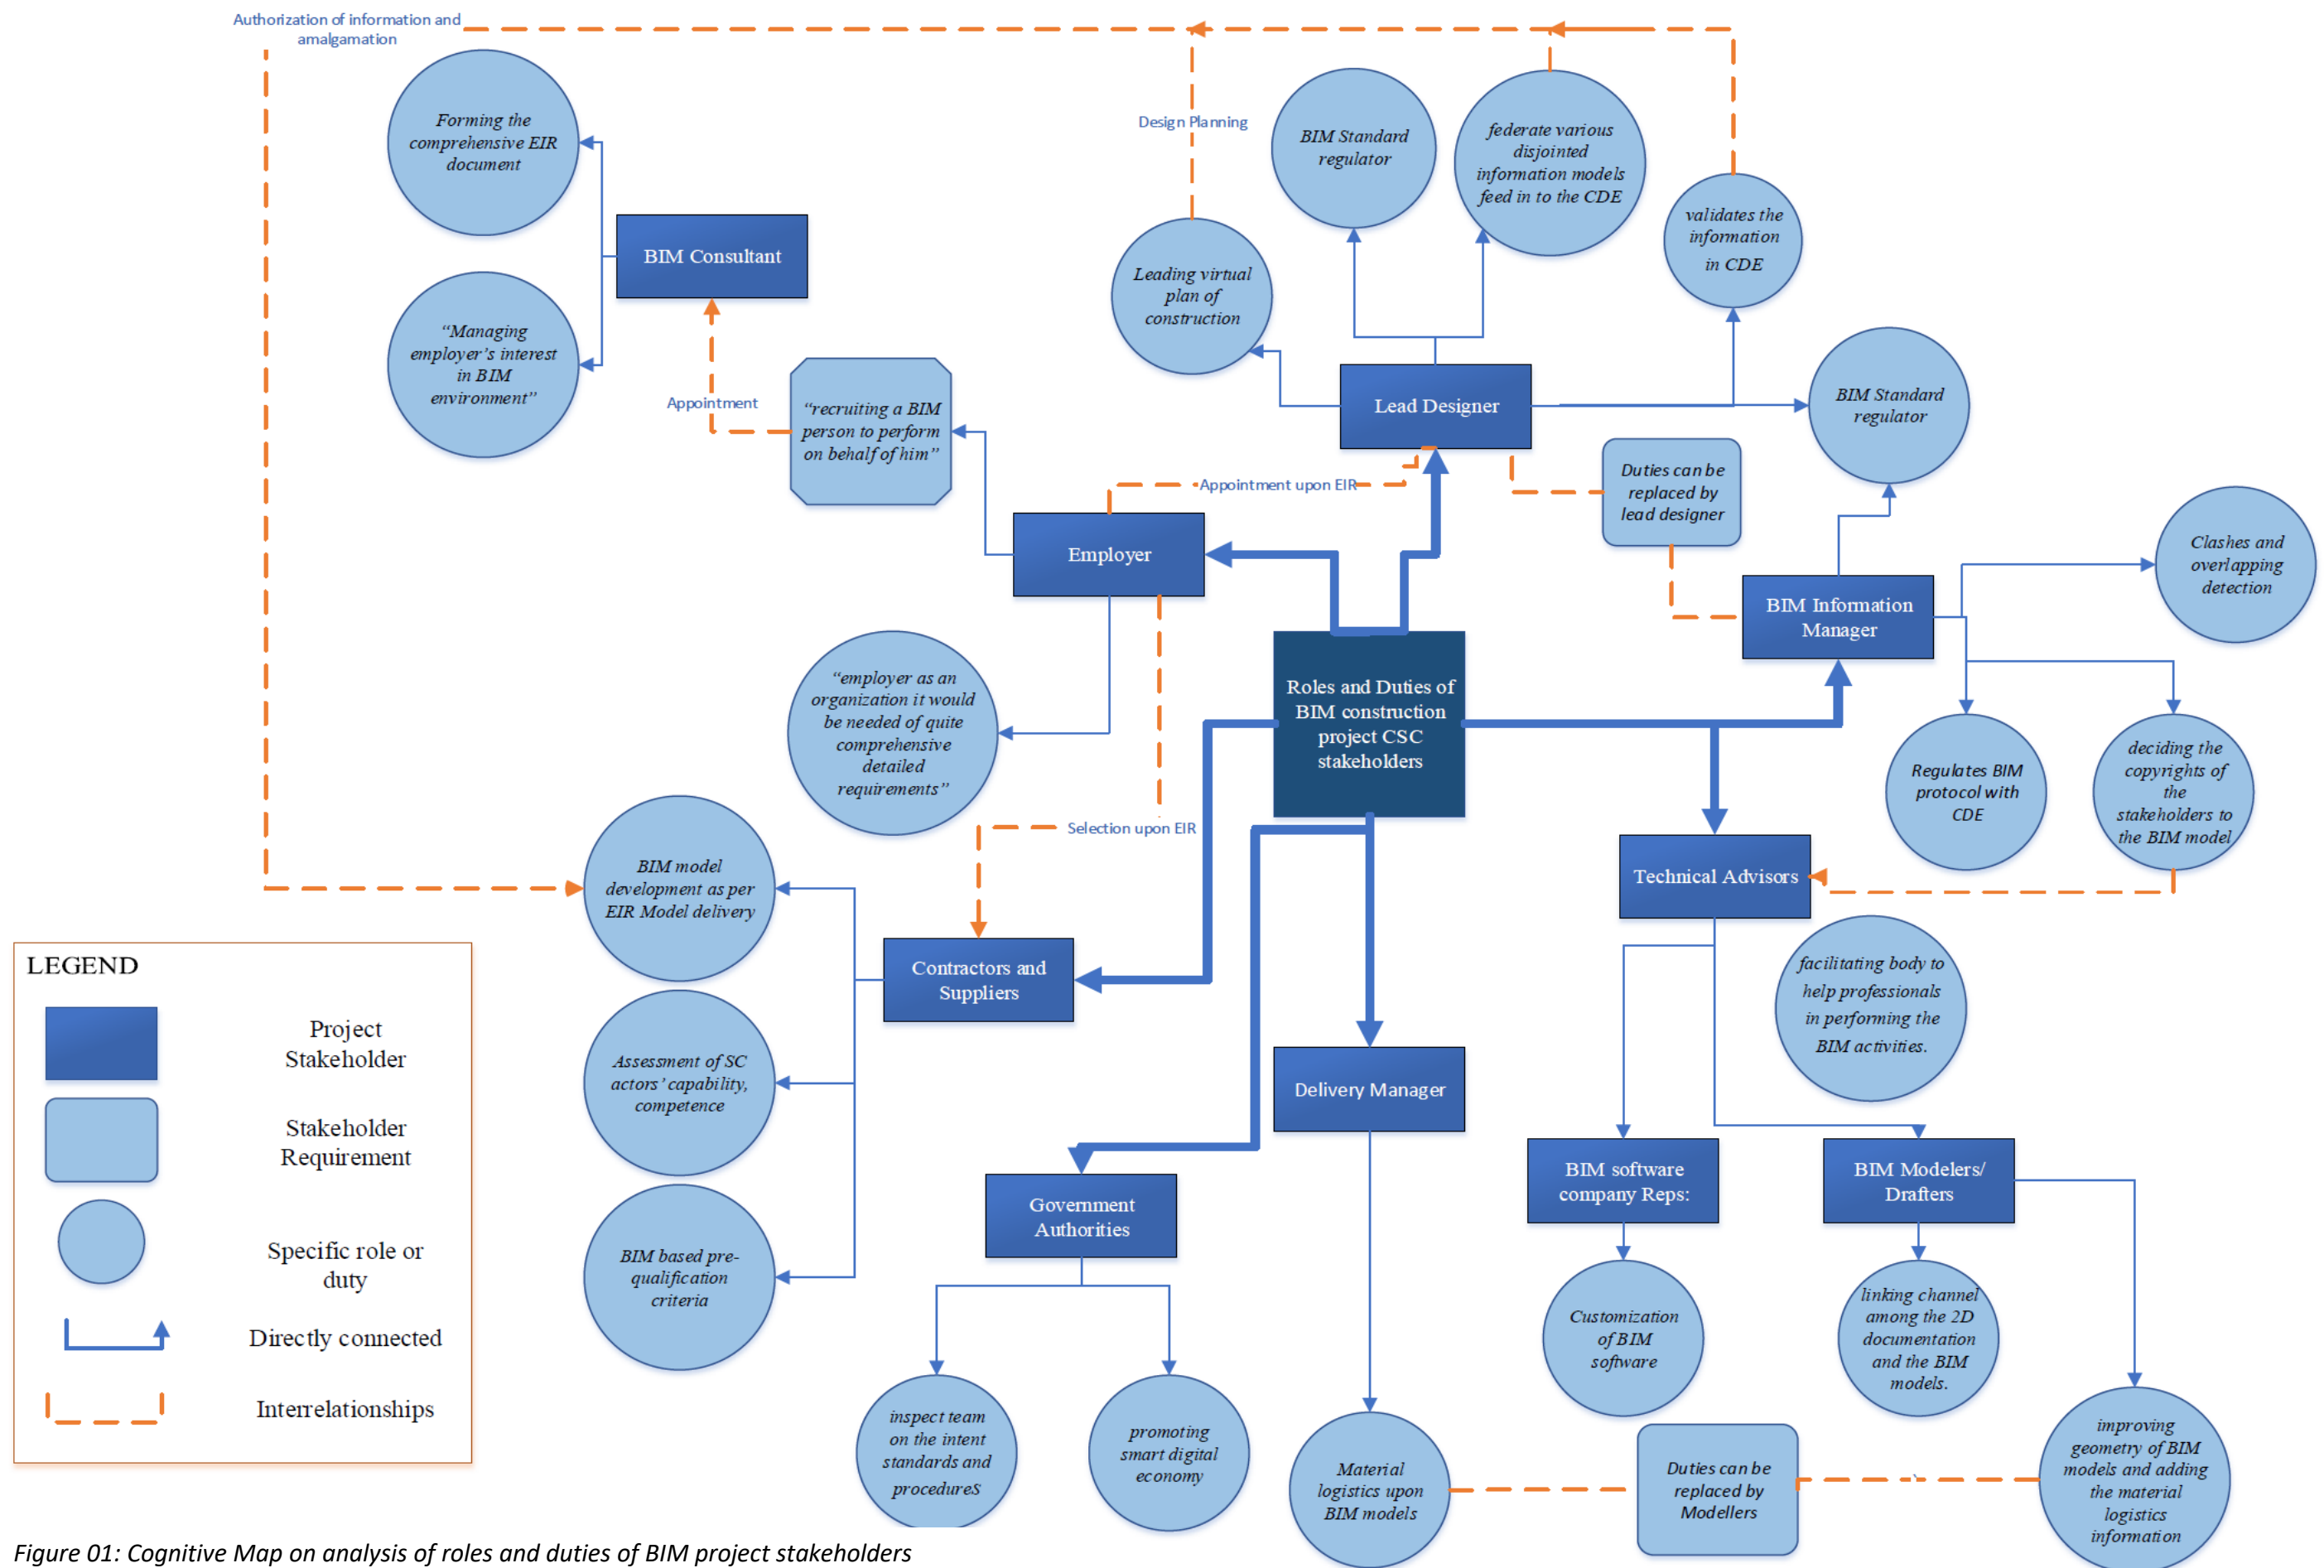 Authorization of information and
amalgamation
Forming the
comprehensive EIR
document
BIM Consultant
“Managing
employer’s interest
in BIM
environment”
Appointment
“recruiting a BIM
person to perform
on behalf of him”
Design Planning
Leading virtual
plan of
construction
BIM Standard
regulator
federate various
disjointed
information models
feed in to the CDE
validates the
information
in CDE
Lead Designer
BIM Standard
regulator
Appointment upon EIR
Duties can be
replaced by
lead designer
Employer
BIM Information
Manager
Clashes and
overlapping
detection
“employer as an
organization it would
be needed of quite
comprehensive
detailed
requirements”
Roles and Duties of
BIM construction
project CSC
stakeholders
Regulates BIM
protocol with
CDE
deciding the
copyrights of
the
stakeholders to
the BIM model
Selection upon EIR
BIM model
development as per
EIR Model delivery
Technical Advisors
Contractors and
Suppliers
facilitating body to
help professionals
in performing the
BIM activities.
Assessment of SC
actors’ capability,
competence
Delivery Manager
BIM based pre-
qualification
criteria
Government
Authorities
BIM software
company Reps:
BIM Modelers/
Drafters
Customization
of BIM
software
linking channel
among the 2D
documentation
and the BIM
models.
inspect team
on the intent
standards and
procedureS
promoting
smart digital
economy
Material
logistics upon
BIM models
Duties can be
replaced by
Modellers
improving
geometry of BIM
models and adding
the material
logistics
information
LEGEND
Project
Stakeholder
Stakeholder
Requirement
Specific role or
duty
Directly connected
Interrelationships
Figure 01: Cognitive Map on analysis of roles and duties of BIM project stakeholders